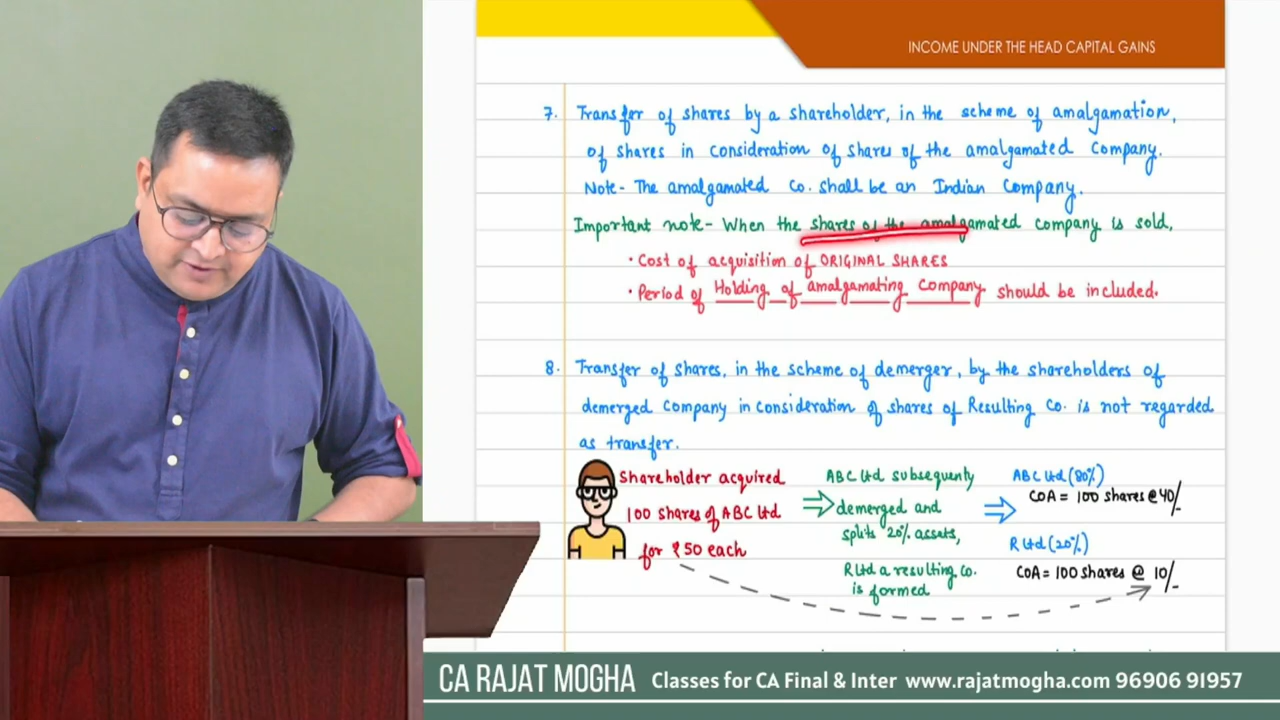 INCOME UNDER THE HEAD CAPITAL GAINS
7. Transfer of shares by a shareholder, in the scheme of amalgamation,
of shares in consideration of shares of the amalgamated Company.
Note- The amalgamated Co. shall be an Indian Company.
Important note- When the shares of the amalgamated company is sold,
• Cost of acquisition of ORIGINAL SHARES
• Period of Holding of amalgamating Company should be included.
8. Transfer of shares, in the scheme of demerger, by the shareholders of
demerged company in consideration of shares of Resulting Co. is not regarded
as transfer.
Shareholder acquired
100 shares of ABC Ltd
for ₹50 each
ABC Ltd subsequently
demerged and
splits 20% assets,
R Ltd a resulting Co.
is formed
ABC Ltd (80%)
COA = 100 shares @ 40/-
R Ltd (20%)
COA = 100 shares @ 10/-
CA RAJAT MOGHA Classes for CA Final & Inter www.rajatmogha.com 96906 91957